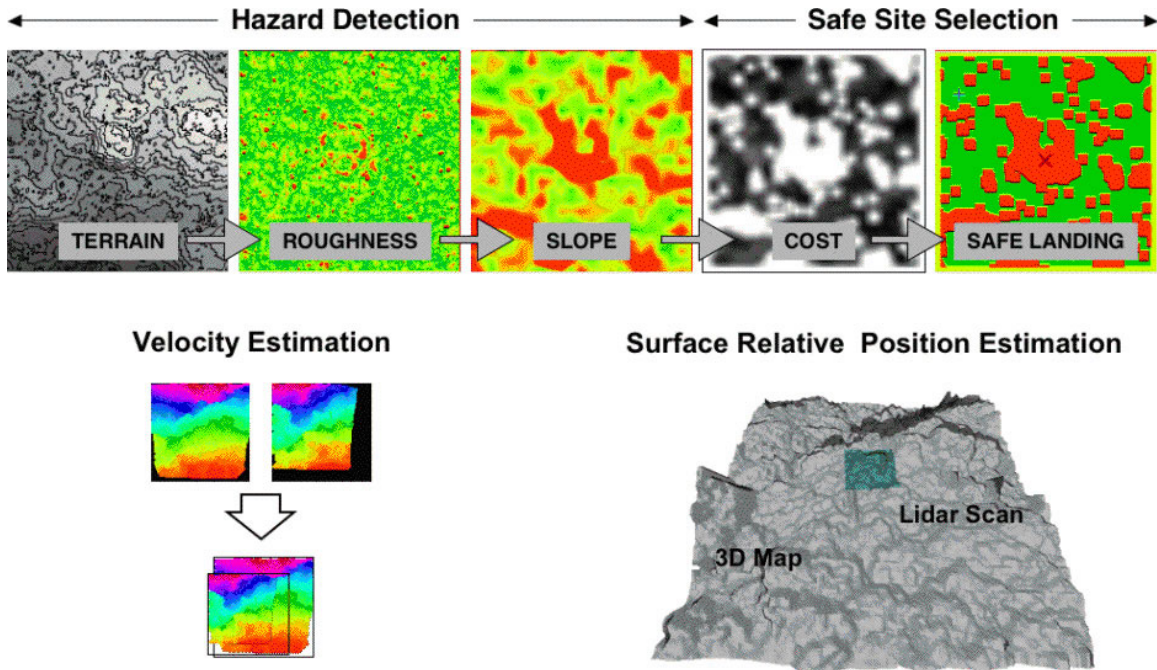 Hazard Detection
Safe Site Selection
TERRAIN
ROUGHNESS
SLOPE
COST
SAFE LANDING
Velocity Estimation
Surface Relative Position Estimation
Lidar Scan
3D Map